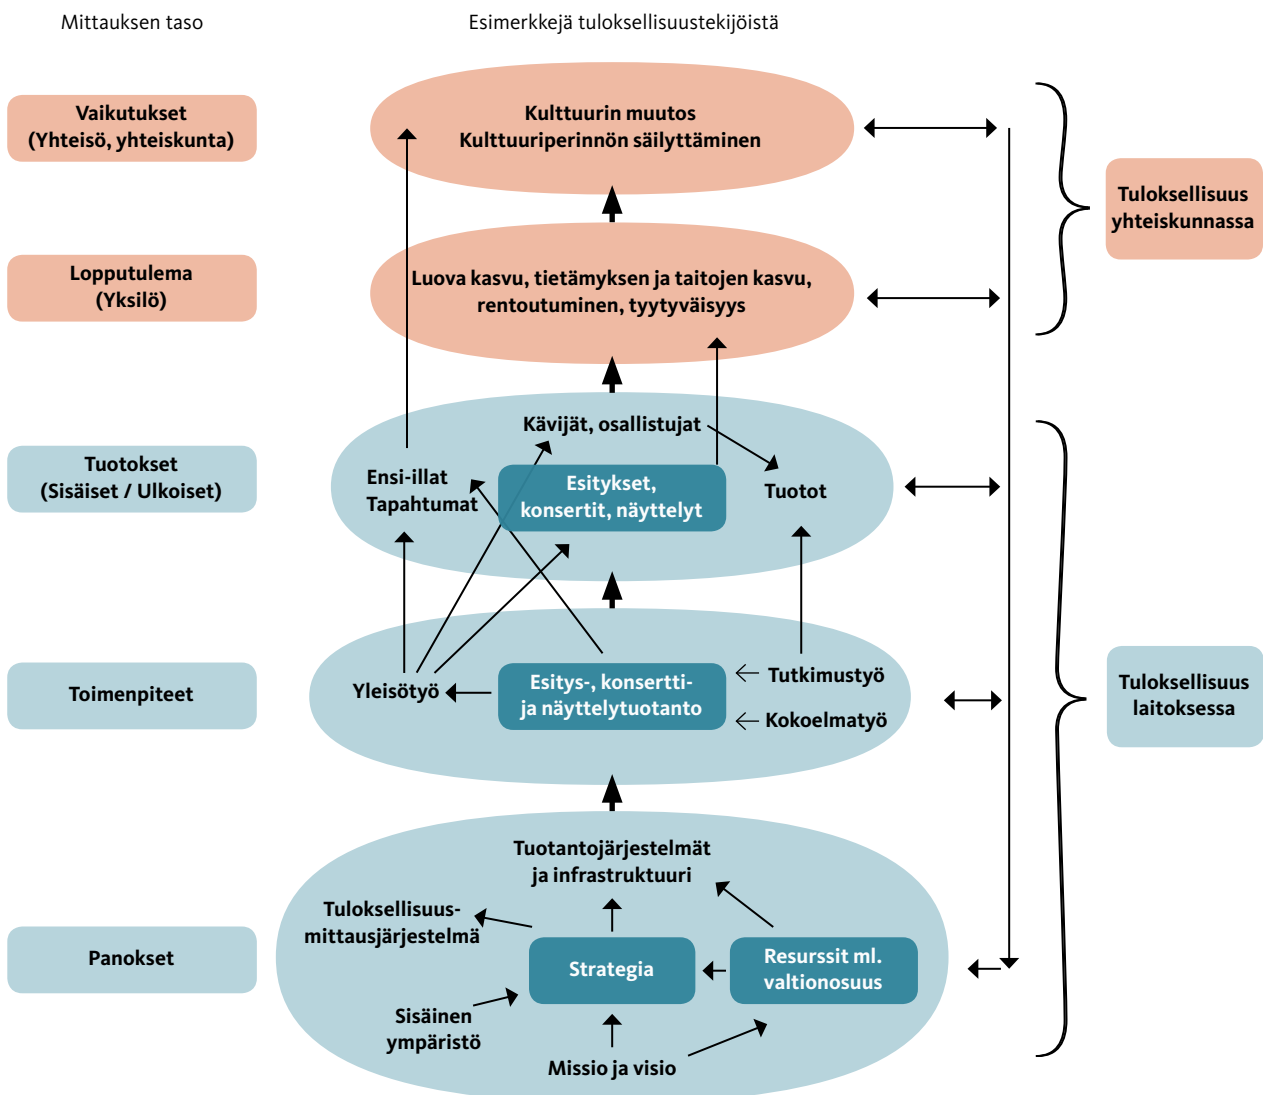 Mittauksen taso
Esimerkkejä tuloksellisuustekijöistä
Vaikutukset
(Yhteisö, yhteiskunta)
Kulttuurin muutos
Kulttuuriperinnön säilyttäminen
Tuloksellisuus
yhteiskunnassa
Lopputulema
(Yksilö)
Luova kasvu, tietämyksen ja taitojen kasvu,
rentoutuminen, tyytyväisyys
Tuotokset
(Sisäiset / Ulkoiset)
Kävijät, osallistujat
Ensi-illat
Tapahtumat
Esitykset,
konsertit, näyttelyt
Tuotot
Toimenpiteet
Yleisötyö
Esitys-, konsertti-
ja näyttelytuotanto
Tutkimustyö
Kokoelmatyö
Tuloksellisuus
laitoksessa
Panokset
Tuotantojärjestelmät
ja infrastruktuuri
Tuloksellisuus-
mittausjärjestelmä
Strategia
Resurssit ml.
valtionosuus
Sisäinen
ympäristö
Missio ja visio